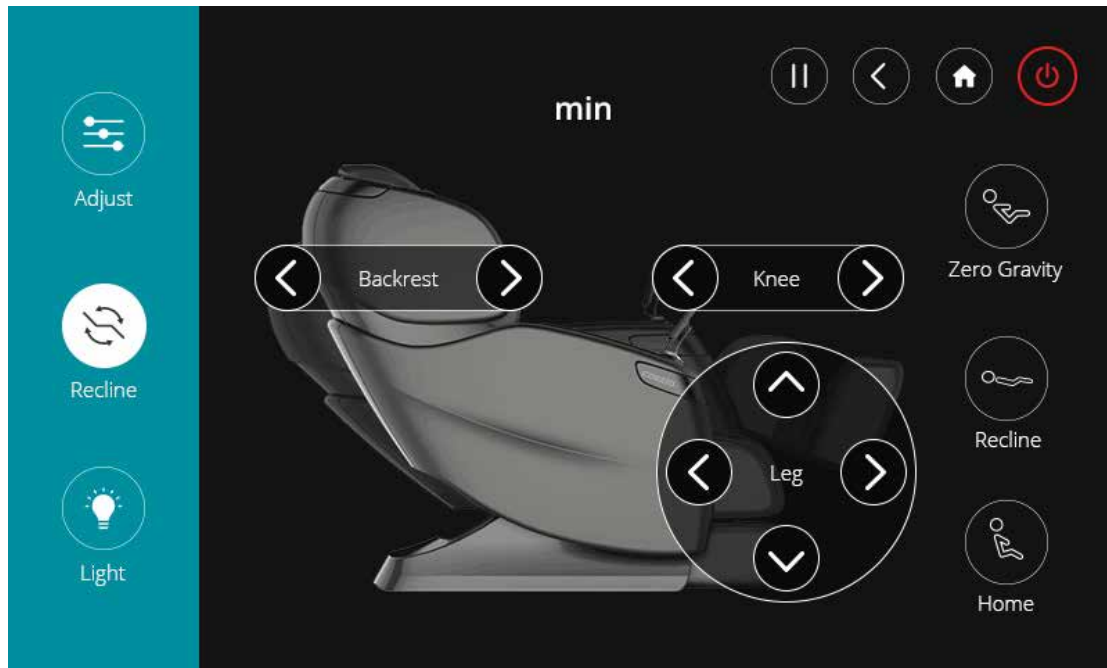 min
Adjust
Backrest
Knee
Zero Gravity
Recline
Recline
Leg
Light
Home